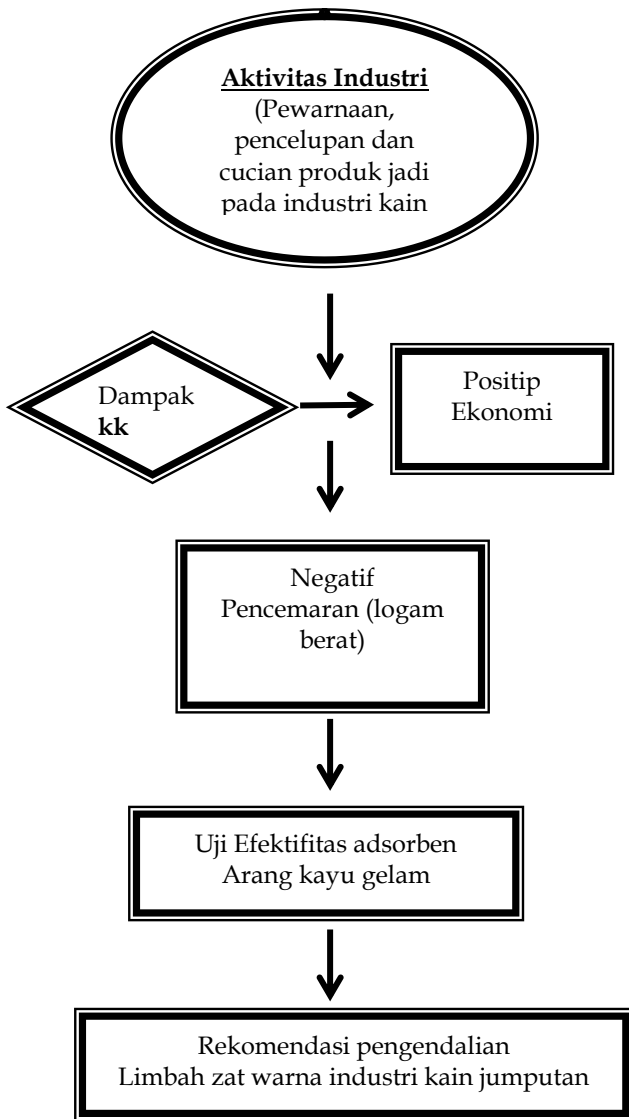 Aktivitas Industri
(Pewarnaan,
pencelupan dan
cucian produk jadi
pada industri kain
Dampak
kk
Positip
Ekonomi
Negatif
Pencemaran (logam
berat)
Uji Efektifitas adsorben
Arang kayu gelam
Rekomendasi pengendalian
Limbah zat warna industri kain jumputan